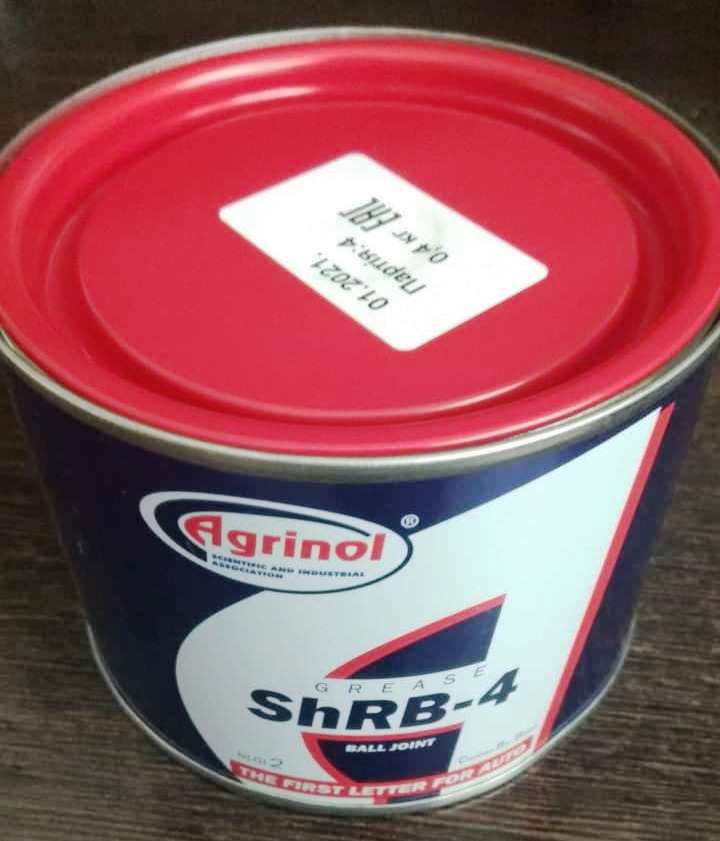 01.2021.
Партія:4
0,4 кг EAC
Agrinol ®
SCIENTIFIC AND INDUSTRIAL
ASSOCIATION
GREASE
ShRB-4
BALL JOINT
NLGI 2
THE FIRST LETTER FOR AUTO